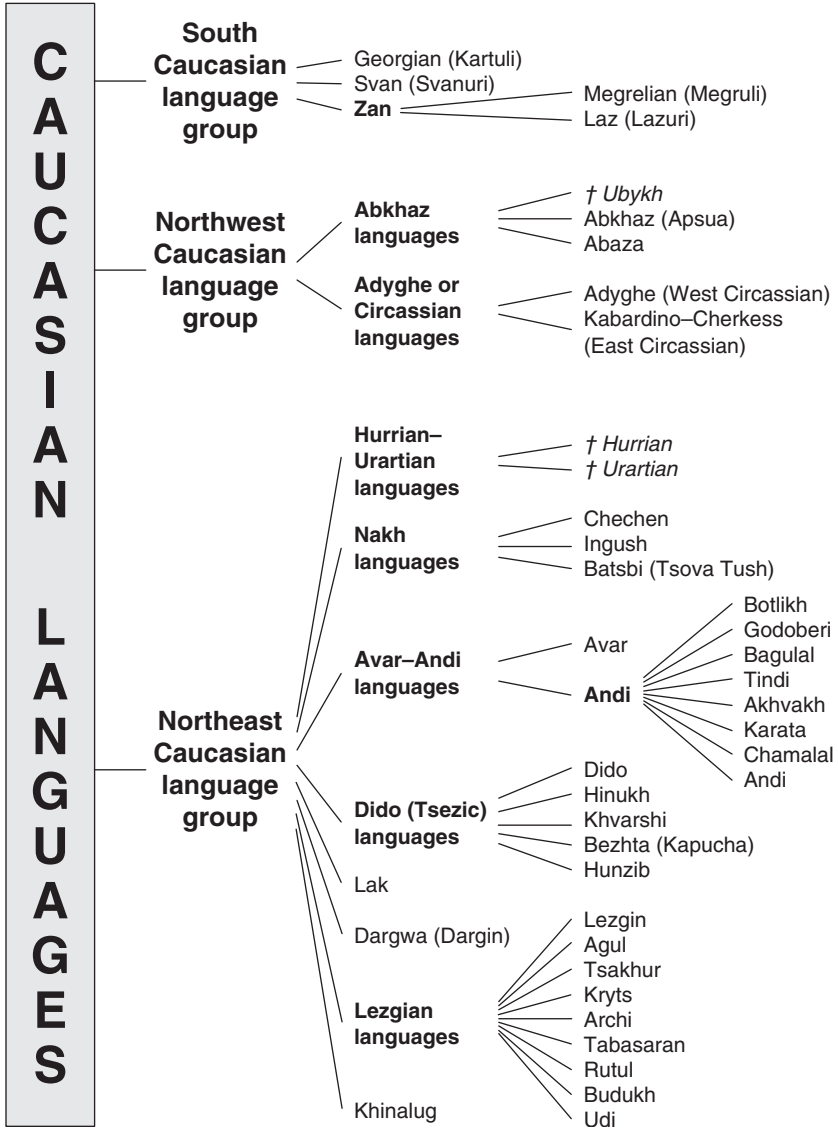 CAUCASIAN LANGUAGES
South
Caucasian
language
group
Georgian (Kartuli)
Svan (Svanuri)
Zan
Megrelian (Megruli)
Laz (Lazuri)
Northwest
Caucasian
language
group
Abkhaz
languages
† Ubykh
Abkhaz (Apsua)
Abaza
Adyghe or
Circassian
languages
Adyghe (West Circassian)
Kabardino–Cherkess
(East Circassian)
Northeast
Caucasian
language
group
Hurrian–
Urartian
languages
† Hurrian
† Urartian
Nakh
languages
Chechen
Ingush
Batsbi (Tsova Tush)
Avar–Andi
languages
Avar
Andi
Botlikh
Godoberi
Bagulal
Tindi
Akhvakh
Karata
Chamalal
Andi
Dido (Tsezic)
languages
Dido
Hinukh
Khvarshi
Bezhta (Kapucha)
Hunzib
Lak
Dargwa (Dargin)
Lezgian
languages
Lezgin
Agul
Tsakhur
Kryts
Archi
Tabasaran
Rutul
Budukh
Udi
Khinalug